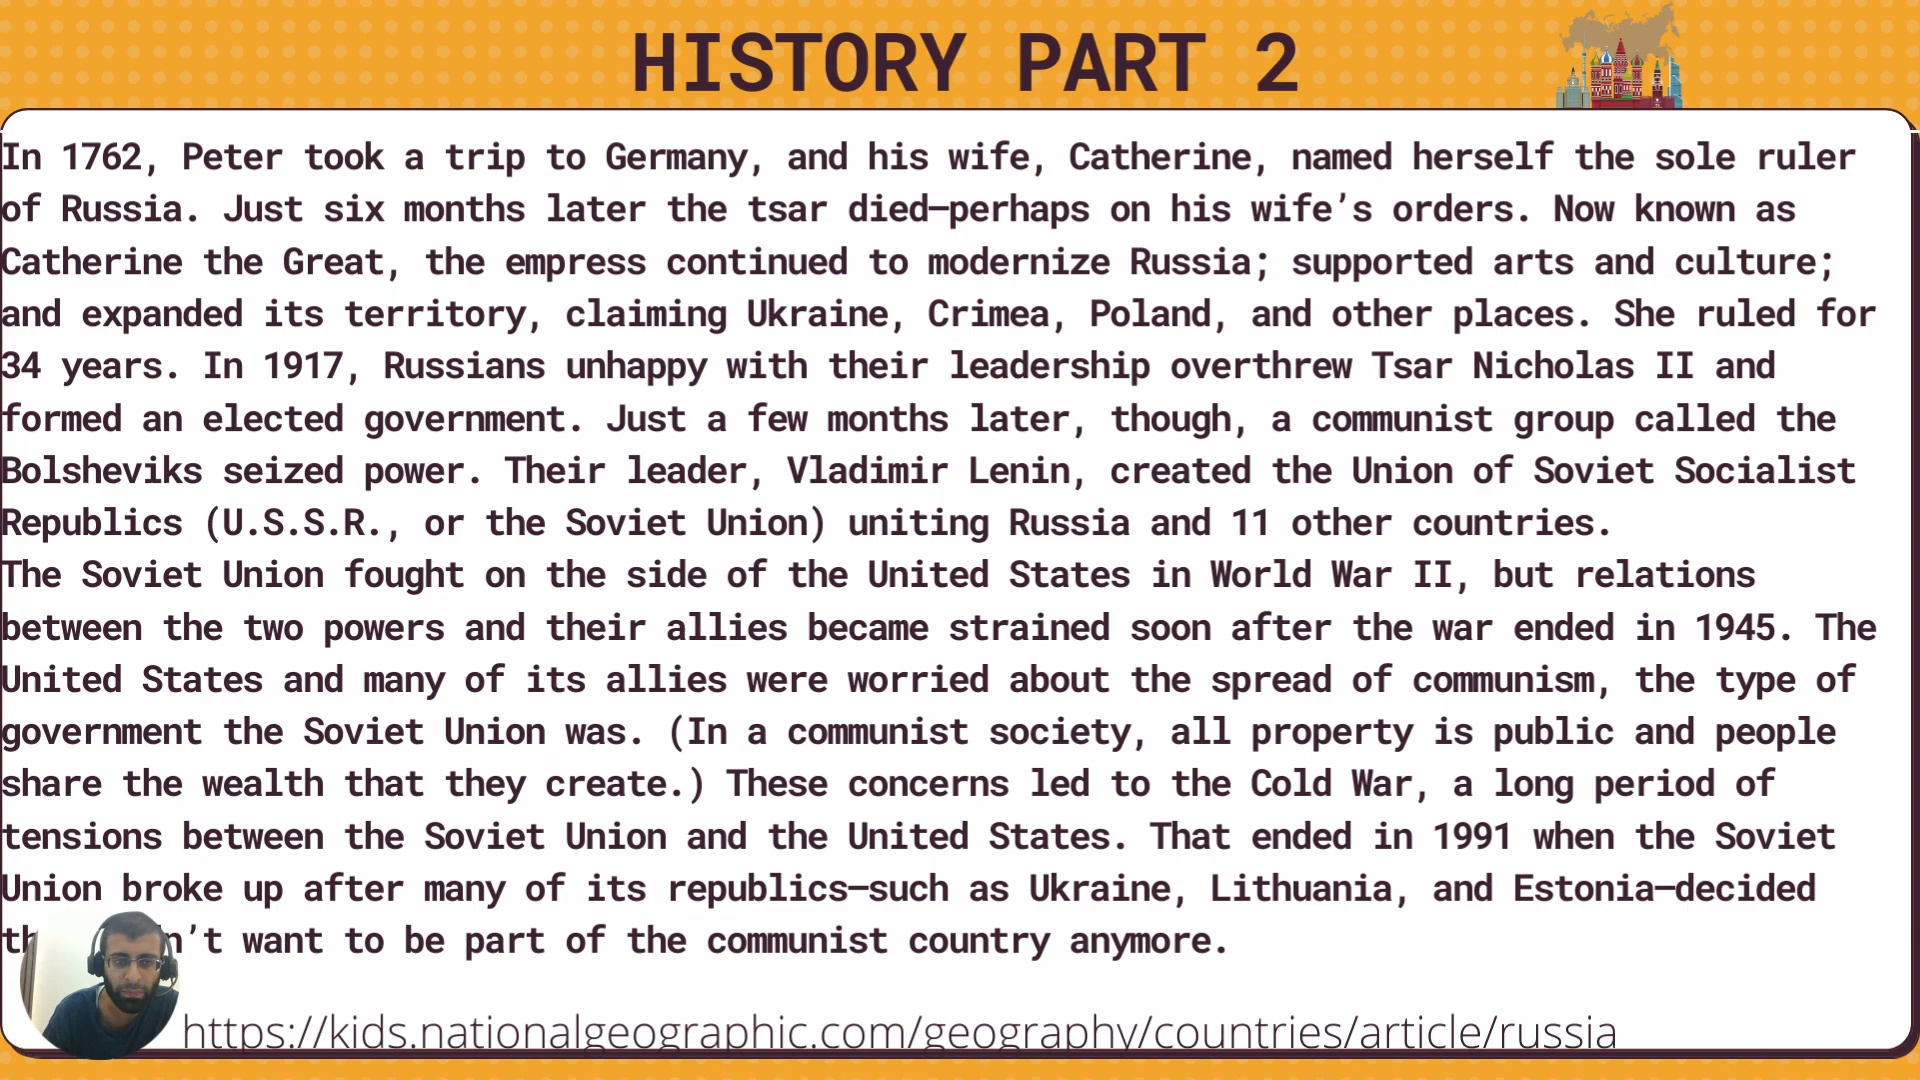 HISTORY PART 2
In 1762, Peter took a trip to Germany, and his wife, Catherine, named herself the sole ruler
of Russia. Just six months later the tsar died—perhaps on his wife’s orders. Now known as
Catherine the Great, the empress continued to modernize Russia; supported arts and culture;
and expanded its territory, claiming Ukraine, Crimea, Poland, and other places. She ruled for
34 years. In 1917, Russians unhappy with their leadership overthrew Tsar Nicholas II and
formed an elected government. Just a few months later, though, a communist group called the
Bolsheviks seized power. Their leader, Vladimir Lenin, created the Union of Soviet Socialist
Republics (U.S.S.R., or the Soviet Union) uniting Russia and 11 other countries.
The Soviet Union fought on the side of the United States in World War II, but relations
between the two powers and their allies became strained soon after the war ended in 1945. The
United States and many of its allies were worried about the spread of communism, the type of
government the Soviet Union was. (In a communist society, all property is public and people
share the wealth that they create.) These concerns led to the Cold War, a long period of
tensions between the Soviet Union and the United States. That ended in 1991 when the Soviet
Union broke up after many of its republics—such as Ukraine, Lithuania, and Estonia—decided
want to be part of the communist country anymore.
https://kids.nationalgeographic.com/geography/countries/article/russia